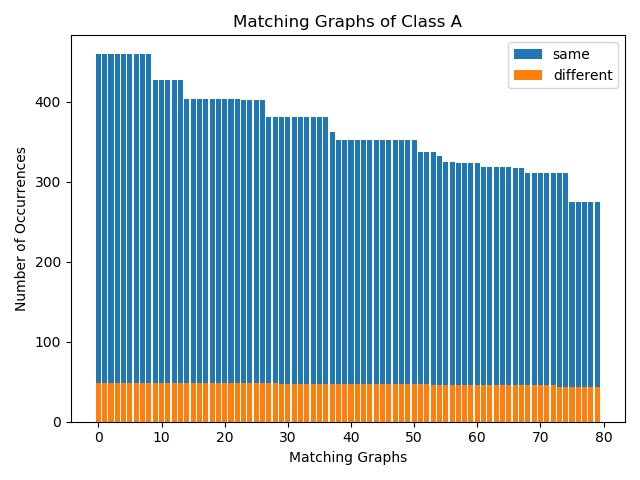 Matching Graphs of Class A
same
different
Number of Occurrences
400
300
200
100
0
0 10 20 30 40 50 60 70 80
Matching Graphs